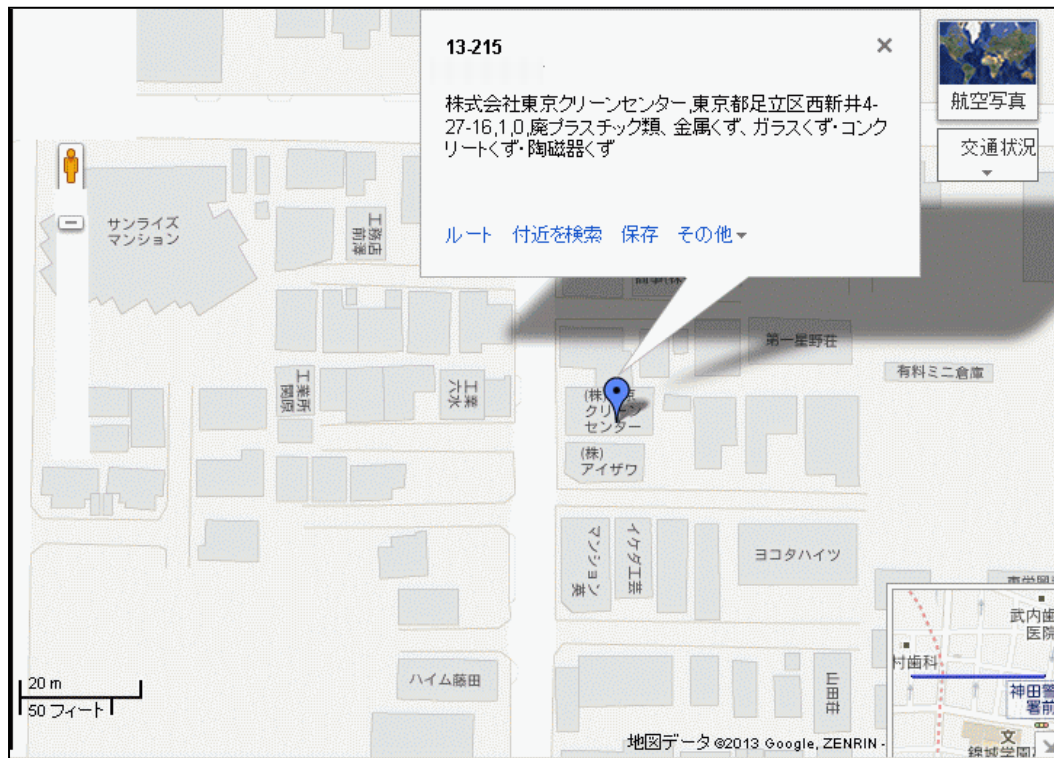 13-215
株式会社東京クリーンセンター,東京都足立区西新井4-
27-16,1,0,廃プラスチック類、金属くず、ガラスくず・コンク
リートくず・陶磁器くず
ルート 付近を検索 保存 その他
航空写真
交通状況
サンライズ
マンション
工務店
前澤
第一星野荘
有料ミニ倉庫
工業所
関原
工業
六水
(株)
クリーン
センター
(株)
アイザワ
マンション英
イケダ工芸
ヨコタハイツ
武内歯
医院
村歯科
神田警
署前
文
錦城学園
ハイム藤田
山田荘
20 m
50 フィート
地図データ ©2013 Google, ZENRIN -